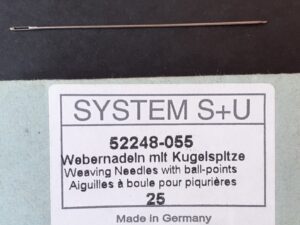 SYSTEM S+U
52248-055
Webernadeln mit Kugelspitze
Weaving Needles with ball-points
Aiguilles à boule pour piqurières
25
Made in Germany